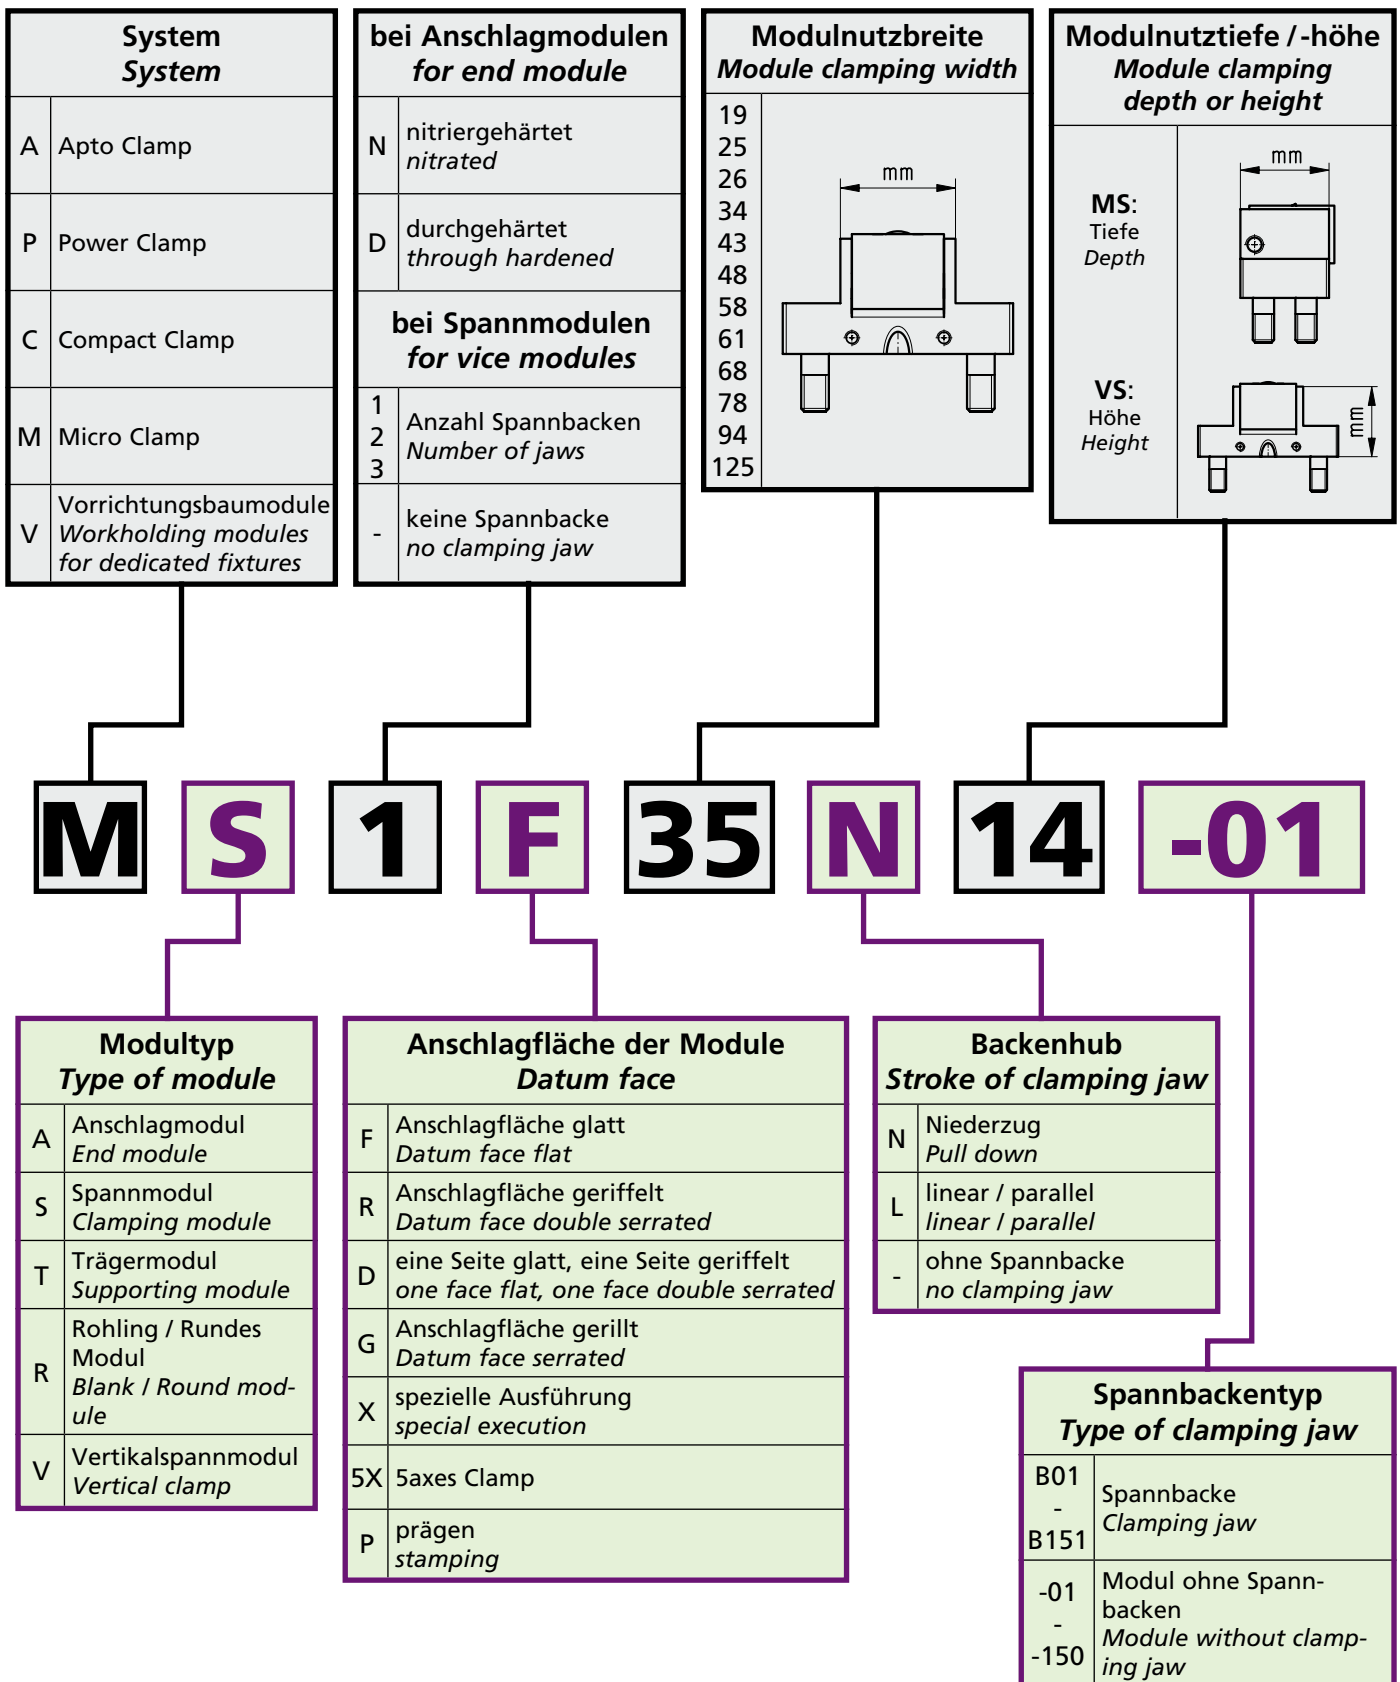 System
System
A Apto Clamp
P Power Clamp
C Compact Clamp
M Micro Clamp
V Vorrichtungsbaumodule
Workholding modules
for dedicated fixtures
bei Anschlagmodulen
for end module
N nitriergehärtet
nitrated
D durchgehärtet
through hardened
bei Spannmodulen
for vice modules
1
2
3
Anzahl Spannbacken
Number of jaws
- keine Spannbacke
no clamping jaw
Modulnutzbreite
Module clamping width
19
25
26
34
43
48
58
61
68
78
94
125
mm
Modulnutztiefe / -höhe
Module clamping
depth or height
MS:
Tiefe
Depth
mm
VS:
Höhe
Height
mm
M S 1 F 35 N 14 -01
Modultyp
Type of module
A Anschlagmodul
End module
S Spannmodul
Clamping module
T Trägermodul
Supporting module
R Rohling / Rundes
Modul
Blank / Round mod-
ule
V Vertikalspannmodul
Vertical clamp
Anschlagfläche der Module
Datum face
F Anschlagfläche glatt
Datum face flat
R Anschlagfläche geriffelt
Datum face double serrated
D eine Seite glatt, eine Seite geriffelt
one face flat, one face double serrated
G Anschlagfläche gerillt
Datum face serrated
X spezielle Ausführung
special execution
5X 5axes Clamp
P prägen
stamping
Backenhub
Stroke of clamping jaw
N Niederzug
Pull down
L linear / parallel
linear / parallel
- ohne Spannbacke
no clamping jaw
Spannbackentyp
Type of clamping jaw
B01
-
B151
Spannbacke
Clamping jaw
-01
-
-150
Modul ohne Spann-
backen
Module without clamp-
ing jaw